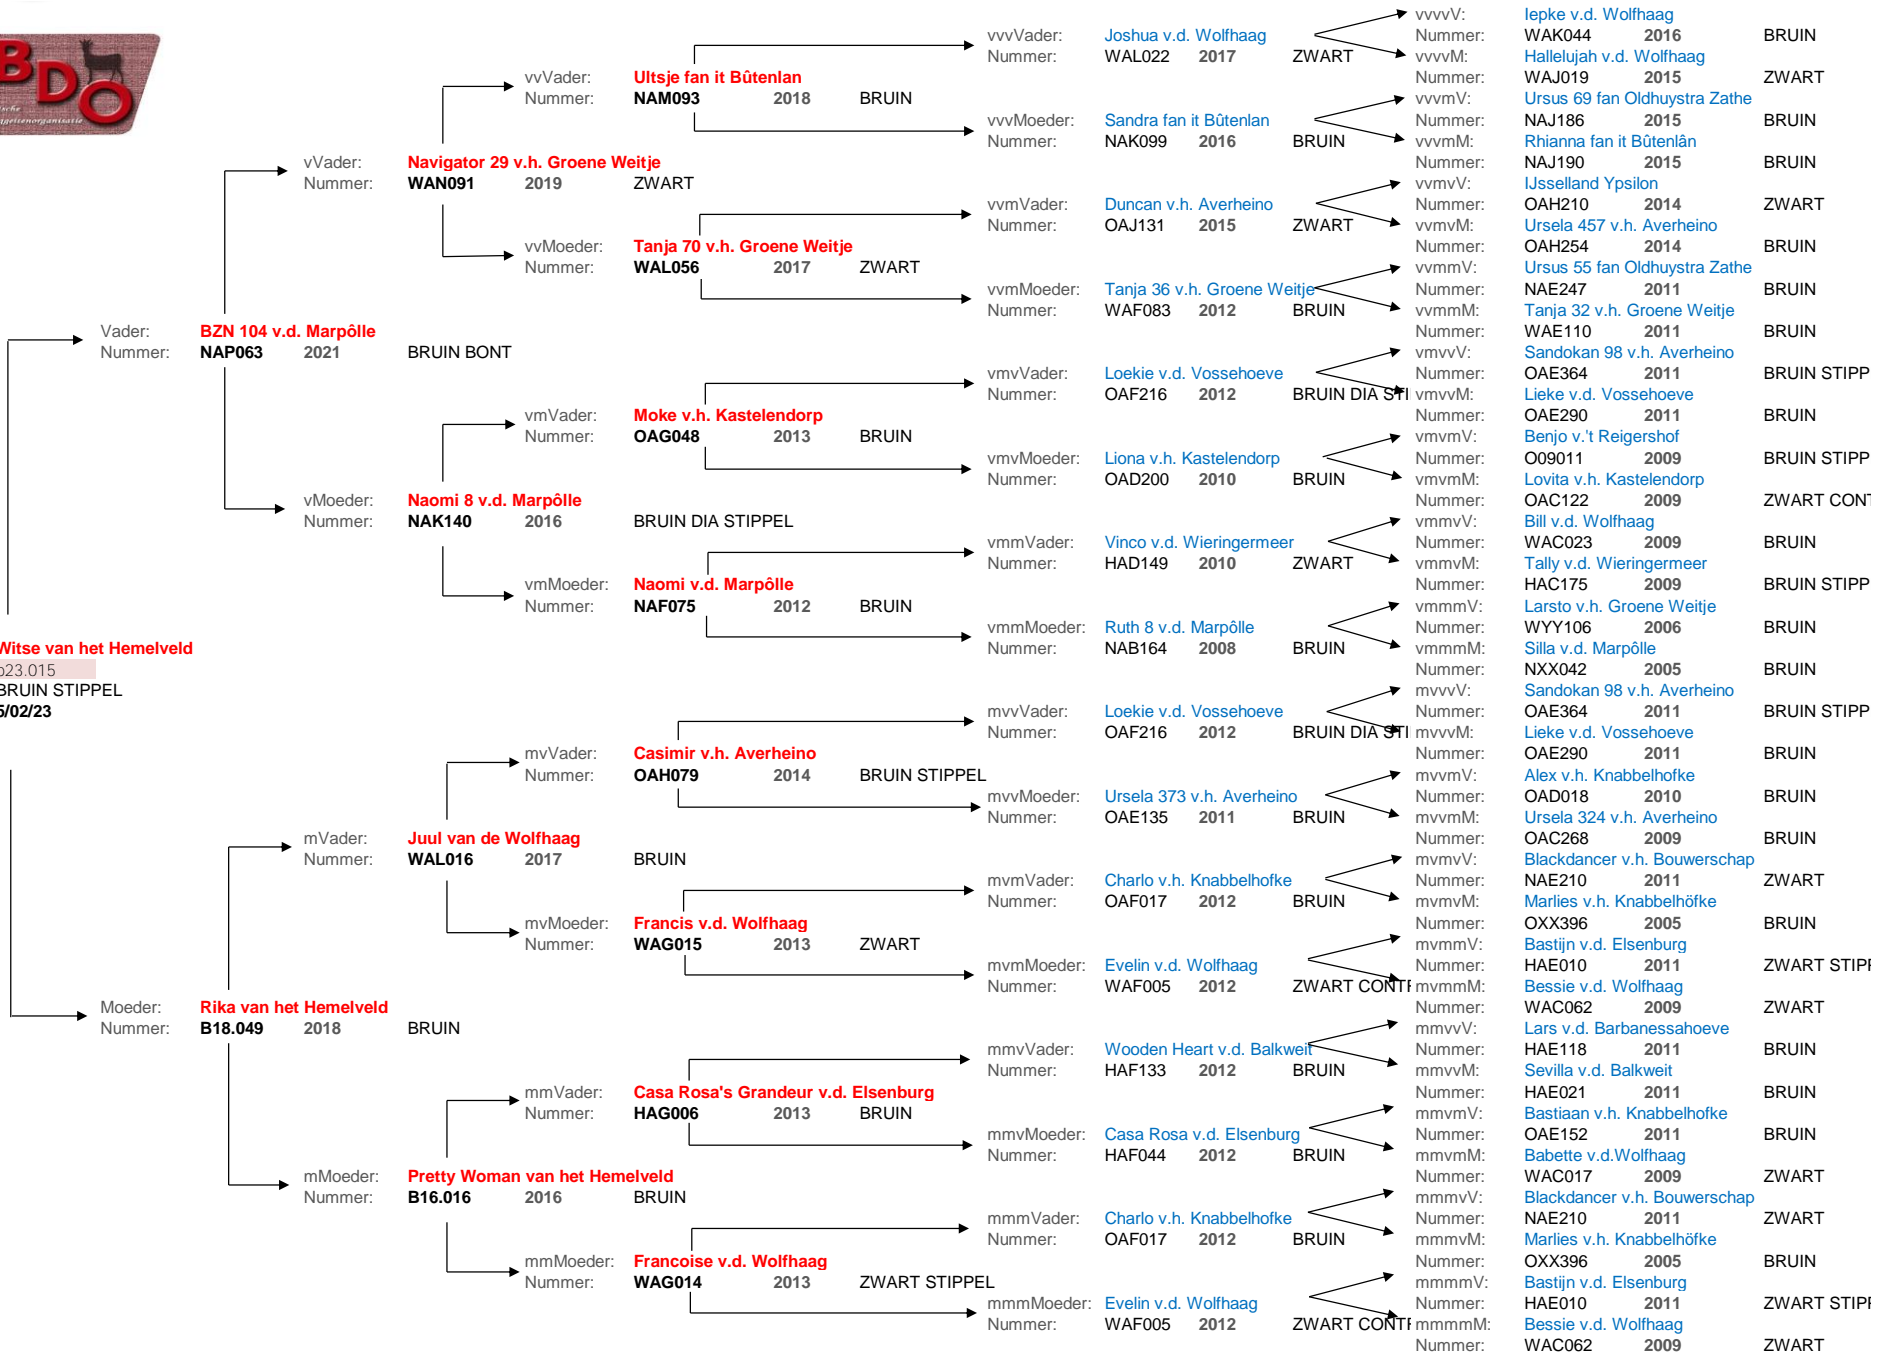 BDO
Witse van het Hemelveld
b23.015
BRUIN STIPPEL
5/02/23
Vader: BZN 104 v.d. Marpôlle
Nummer: NAP063 2021 BRUIN BONT
Moeder: Rika van het Hemelveld
Nummer: B18.049 2018 BRUIN
vVader: Navigator 29 v.h. Groene Weitje
Nummer: WAN091 2019 ZWART
vMoeder: Naomi 8 v.d. Marpôlle
Nummer: NAK140 2016 BRUIN DIA STIPPEL
mVader: Juul van de Wolfhaag
Nummer: WAL016 2017 BRUIN
mMoeder: Pretty Woman van het Hemelveld
Nummer: B16.016 2016 BRUIN
vvVader: Ultsje fan it Bûtenlan
Nummer: NAM093 2018 BRUIN
vvMoeder: Tanja 70 v.h. Groene Weitje
Nummer: WAL056 2017 ZWART
vmVader: Moke v.h. Kastelendorp
Nummer: OAG048 2013 BRUIN
vmMoeder: Naomi v.d. Marpôlle
Nummer: NAF075 2012 BRUIN
mvVader: Casimir v.h. Averheino
Nummer: OAH079 2014 BRUIN STIPPEL
mvMoeder: Francis v.d. Wolfhaag
Nummer: WAG015 2013 ZWART
mmVader: Casa Rosa's Grandeur v.d. Elsenburg
Nummer: HAG006 2013 BRUIN
mmMoeder: Francoise v.d. Wolfhaag
Nummer: WAG014 2013 ZWART STIPPEL
vvvVader: Joshua v.d. Wolfhaag
Nummer: WAL022 2017 ZWART
vvvMoeder: Sandra fan it Bûtenlan
Nummer: NAK099 2016 BRUIN
vvmVader: Duncan v.h. Averheino
Nummer: OAJ131 2015 ZWART
vvmMoeder: Tanja 36 v.h. Groene Weitje
Nummer: WAF083 2012 BRUIN
vmvVader: Loekie v.d. Vossehoeve
Nummer: OAF216 2012 BRUIN DIA STI
vmvMoeder: Liona v.h. Kastelendorp
Nummer: OAD200 2010 BRUIN
vmmVader: Vinco v.d. Wieringermeer
Nummer: HAD149 2010 ZWART
vmmMoeder: Ruth 8 v.d. Marpôlle
Nummer: NAB164 2008 BRUIN
mvvVader: Loekie v.d. Vossehoeve
Nummer: OAF216 2012 BRUIN DIA STI
mvvMoeder: Ursela 373 v.h. Averheino
Nummer: OAE135 2011 BRUIN
mvmVader: Charlo v.h. Knabbelhofke
Nummer: OAF017 2012 BRUIN
mvmMoeder: Evelin v.d. Wolfhaag
Nummer: WAF005 2012 ZWART CONTR
mmvVader: Wooden Heart v.d. Balkweit
Nummer: HAF133 2012 BRUIN
mmvMoeder: Casa Rosa v.d. Elsenburg
Nummer: HAF044 2012 BRUIN
mmmVader: Charlo v.h. Knabbelhofke
Nummer: OAF017 2012 BRUIN
mmmMoeder: Evelin v.d. Wolfhaag
Nummer: WAF005 2012 ZWART CONTR
vvvvV: Iepke v.d. Wolfhaag
Nummer: WAK044 2016 BRUIN
vvvvM: Hallelujah v.d. Wolfhaag
Nummer: WAJ019 2015 ZWART
vvvmV: Ursus 69 fan Oldhuystra Zathe
Nummer: NAJ186 2015 BRUIN
vvvmM: Rhianna fan it Bûtenlân
Nummer: NAJ190 2015 BRUIN
vvmvV: IJsselland Ypsilon
Nummer: OAH210 2014 ZWART
vvmvM: Ursela 457 v.h. Averheino
Nummer: OAH254 2014 BRUIN
vvmmV: Ursus 55 fan Oldhuystra Zathe
Nummer: NAE247 2011 BRUIN
vvmmM: Tanja 32 v.h. Groene Weitje
Nummer: WAE110 2011 BRUIN
vmvvV: Sandokan 98 v.h. Averheino
Nummer: OAE364 2011 BRUIN STIPP
vmvvM: Lieke v.d. Vossehoeve
Nummer: OAE290 2011 BRUIN
vmvmV: Benjo v.'t Reigershof
Nummer: O09011 2009 BRUIN STIPP
vmvmM: Lovita v.h. Kastelendorp
Nummer: OAC122 2009 ZWART CONT
vmmvV: Bill v.d. Wolfhaag
Nummer: WAC023 2009 BRUIN
vmmvM: Tally v.d. Wieringermeer
Nummer: HAC175 2009 BRUIN STIPP
vmmmV: Larsto v.h. Groene Weitje
Nummer: WYY106 2006 BRUIN
vmmmM: Silla v.d. Marpôlle
Nummer: NXX042 2005 BRUIN
mvvvV: Sandokan 98 v.h. Averheino
Nummer: OAE364 2011 BRUIN STIPP
mvvvM: Lieke v.d. Vossehoeve
Nummer: OAE290 2011 BRUIN
mvvmV: Alex v.h. Knabbelhofke
Nummer: OAD018 2010 BRUIN
mvvmM: Ursela 324 v.h. Averheino
Nummer: OAC268 2009 BRUIN
mvmvV: Blackdancer v.h. Bouwerschap
Nummer: NAE210 2011 ZWART
mvmvM: Marlies v.h. Knabbelhöfke
Nummer: OXX396 2005 BRUIN
mvmmV: Bastijn v.d. Elsenburg
Nummer: HAE010 2011 ZWART STIPP
mvmmM: Bessie v.d. Wolfhaag
Nummer: WAC062 2009 ZWART
mmvvV: Lars v.d. Barbanessahoeve
Nummer: HAE118 2011 BRUIN
mmvvM: Sevilla v.d. Balkweit
Nummer: HAE021 2011 BRUIN
mmvmV: Bastiaan v.h. Knabbelhofke
Nummer: OAE152 2011 BRUIN
mmvmM: Babette v.d.Wolfhaag
Nummer: WAC017 2009 ZWART
mmmvV: Blackdancer v.h. Bouwerschap
Nummer: NAE210 2011 ZWART
mmmvM: Marlies v.h. Knabbelhöfke
Nummer: OXX396 2005 BRUIN
mmmmV: Bastijn v.d. Elsenburg
Nummer: HAE010 2011 ZWART STIPP
mmmmM: Bessie v.d. Wolfhaag
Nummer: WAC062 2009 ZWART